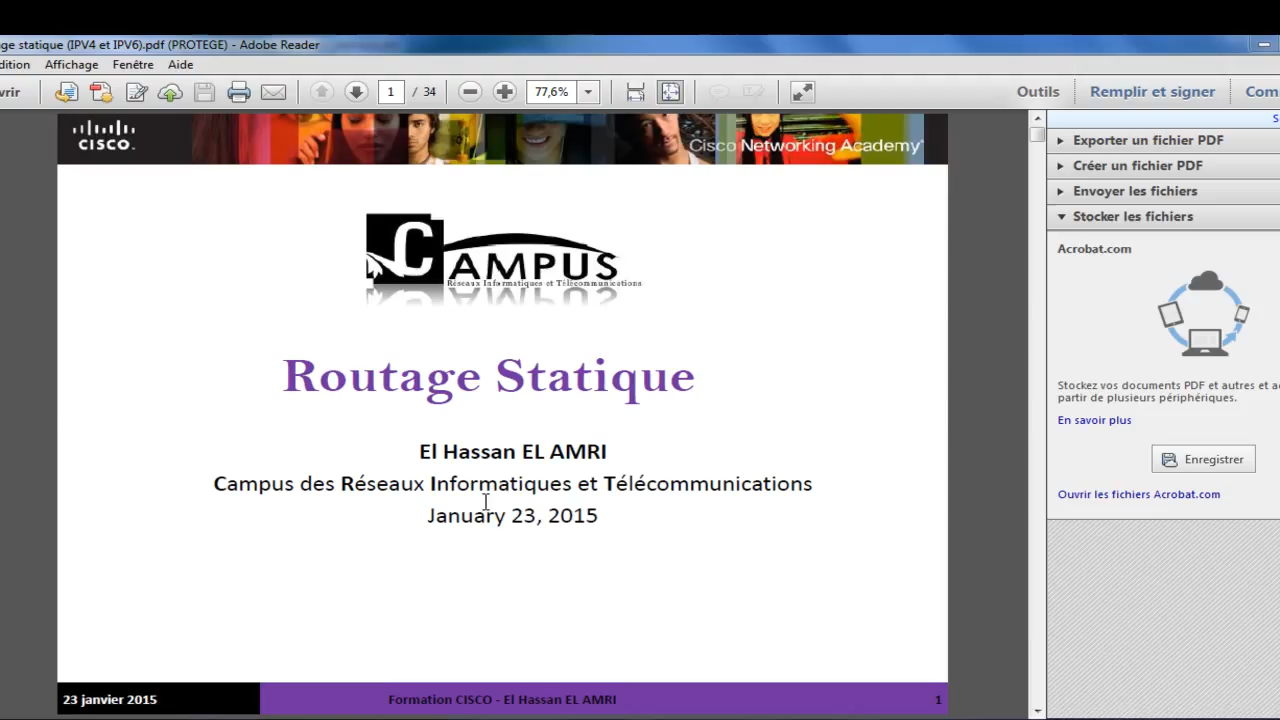 ge statique (IPV4 et IPV6).pdf (PROTEGE) - Adobe Reader
dition Affichage Fenêtre Aide
vrir 1 / 34 77,6% Outils Remplir et signer Com
CISCO.
Cisco Networking Academy
S
Exporter un fichier PDF
Créer un fichier PDF
Envoyer les fichiers
Stocker les fichiers
Acrobat.com
Stockez vos documents PDF et autres et a
partir de plusieurs périphériques.
En savoir plus
Enregistrer
Ouvrir les fichiers Acrobat.com
CAMPUS
Réseaux Informatiques et Télécommunications
Routage Statique
El Hassan EL AMRI
Campus des Réseaux Informatiques et Télécommunications
January 23, 2015
23 janvier 2015 Formation CISCO - El Hassan EL AMRI 1